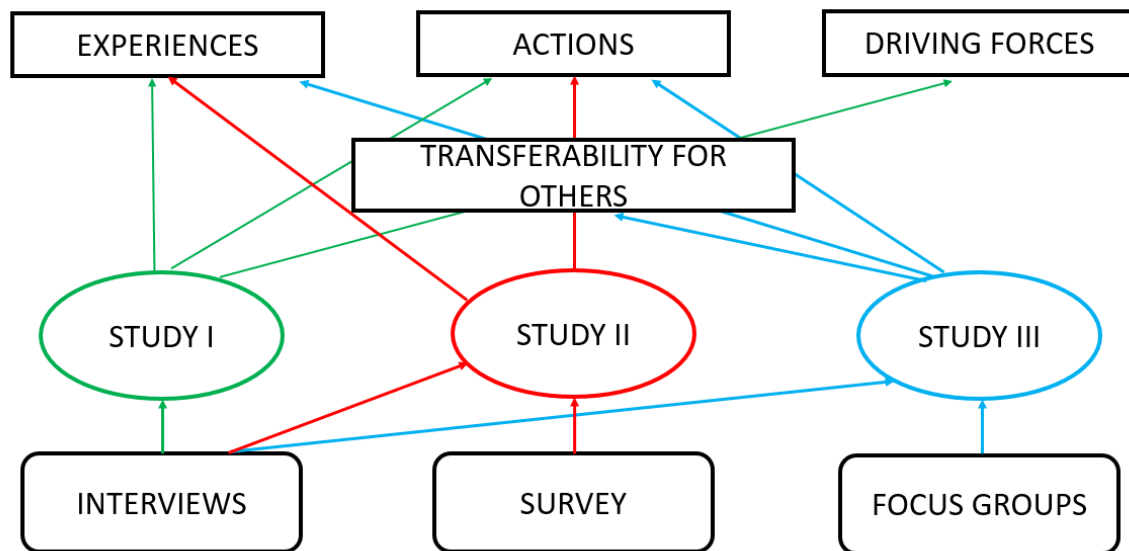 EXPERIENCES
ACTIONS
DRIVING FORCES
TRANSFERABILITY FOR
OTHERS
STUDY I
STUDY II
STUDY III
INTERVIEWS
SURVEY
FOCUS GROUPS